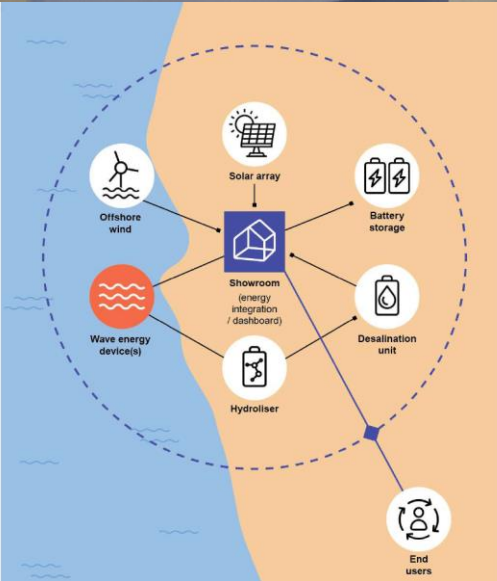 Solar array
Offshore
wind
Battery
storage
Showroom
(energy
integration
/ dashboard)
Wave energy
device(s)
Desalination
unit
Hydroliser
End
users